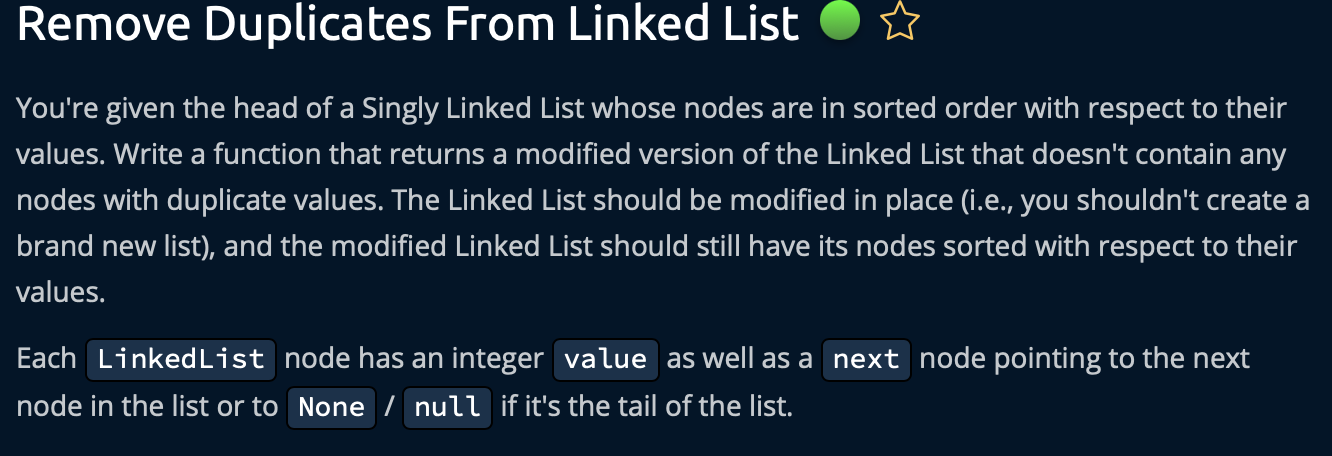 Remove Duplicates From Linked List
You're given the head of a Singly Linked List whose nodes are in sorted order with respect to their
values. Write a function that returns a modified version of the Linked List that doesn't contain any
nodes with duplicate values. The Linked List should be modified in place (i.e., you shouldn't create a
brand new list), and the modified Linked List should still have its nodes sorted with respect to their
values.
Each LinkedList node has an integer value as well as a next node pointing to the next
node in the list or to None / null if it's the tail of the list.